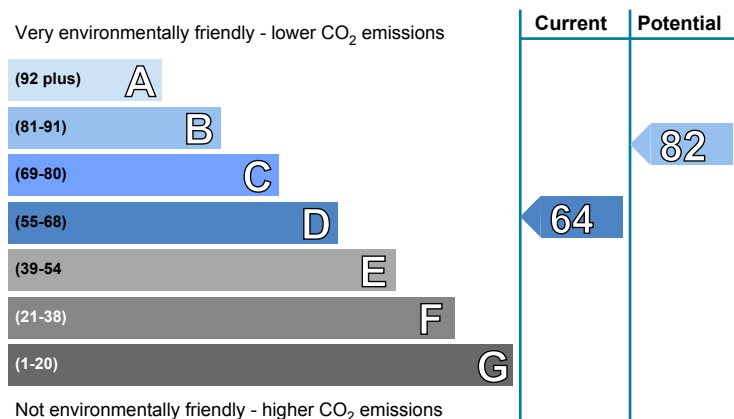 Very environmentally friendly - lower CO2 emissions
Current
Potential
(92 plus) A
(81-91) B
(69-80) C
(55-68) D
(39-54 E
(21-38) F
(1-20) G
82
64
Not environmentally friendly - higher CO2 emissions